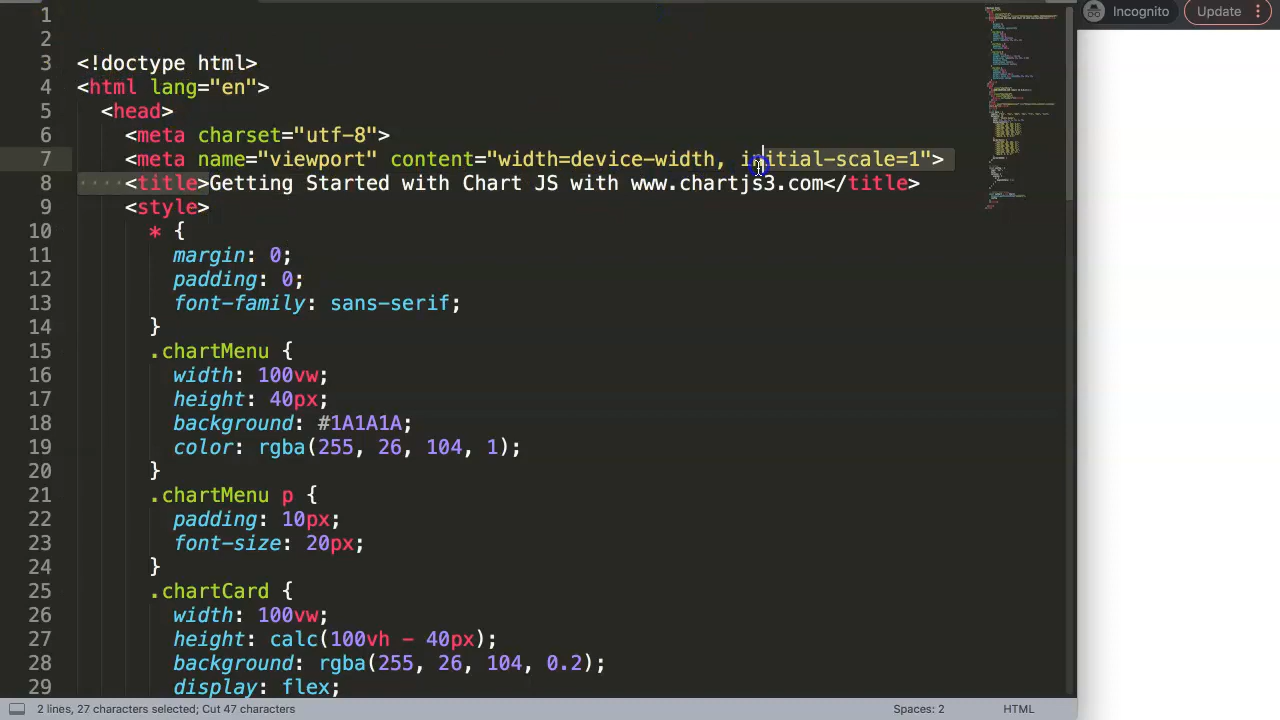 Incognito
Update
1
2
3 <!doctype html>
4 <html lang="en">
5 <head>
6 <meta charset="utf-8">
7 <meta name="viewport" content="width=device-width, initial-scale=1">
8 <title>Getting Started with Chart JS with www.chartjs3.com</title>
9 <style>
10 * {
11 margin: 0;
12 padding: 0;
13 font-family: sans-serif;
14 }
15 .chartMenu {
16 width: 100vw;
17 height: 40px;
18 background: #1A1A1A;
19 color: rgba(255, 26, 104, 1);
20 }
21 .chartMenu p {
22 padding: 10px;
23 font-size: 20px;
24 }
25 .chartCard {
26 width: 100vw;
27 height: calc(100vh - 40px);
28 background: rgba(255, 26, 104, 0.2);
29 display: flex;
2 lines, 27 characters selected; Cut 47 characters
Spaces: 2
HTML